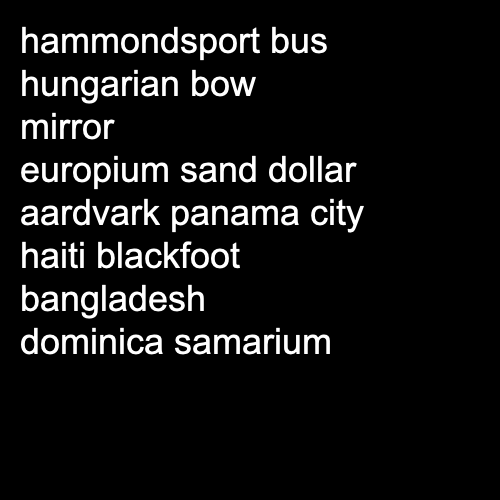 hammondsport bus
hungarian bow
mirror
europium sand dollar
aardvark panama city
haiti blackfoot
bangladesh
dominica samarium